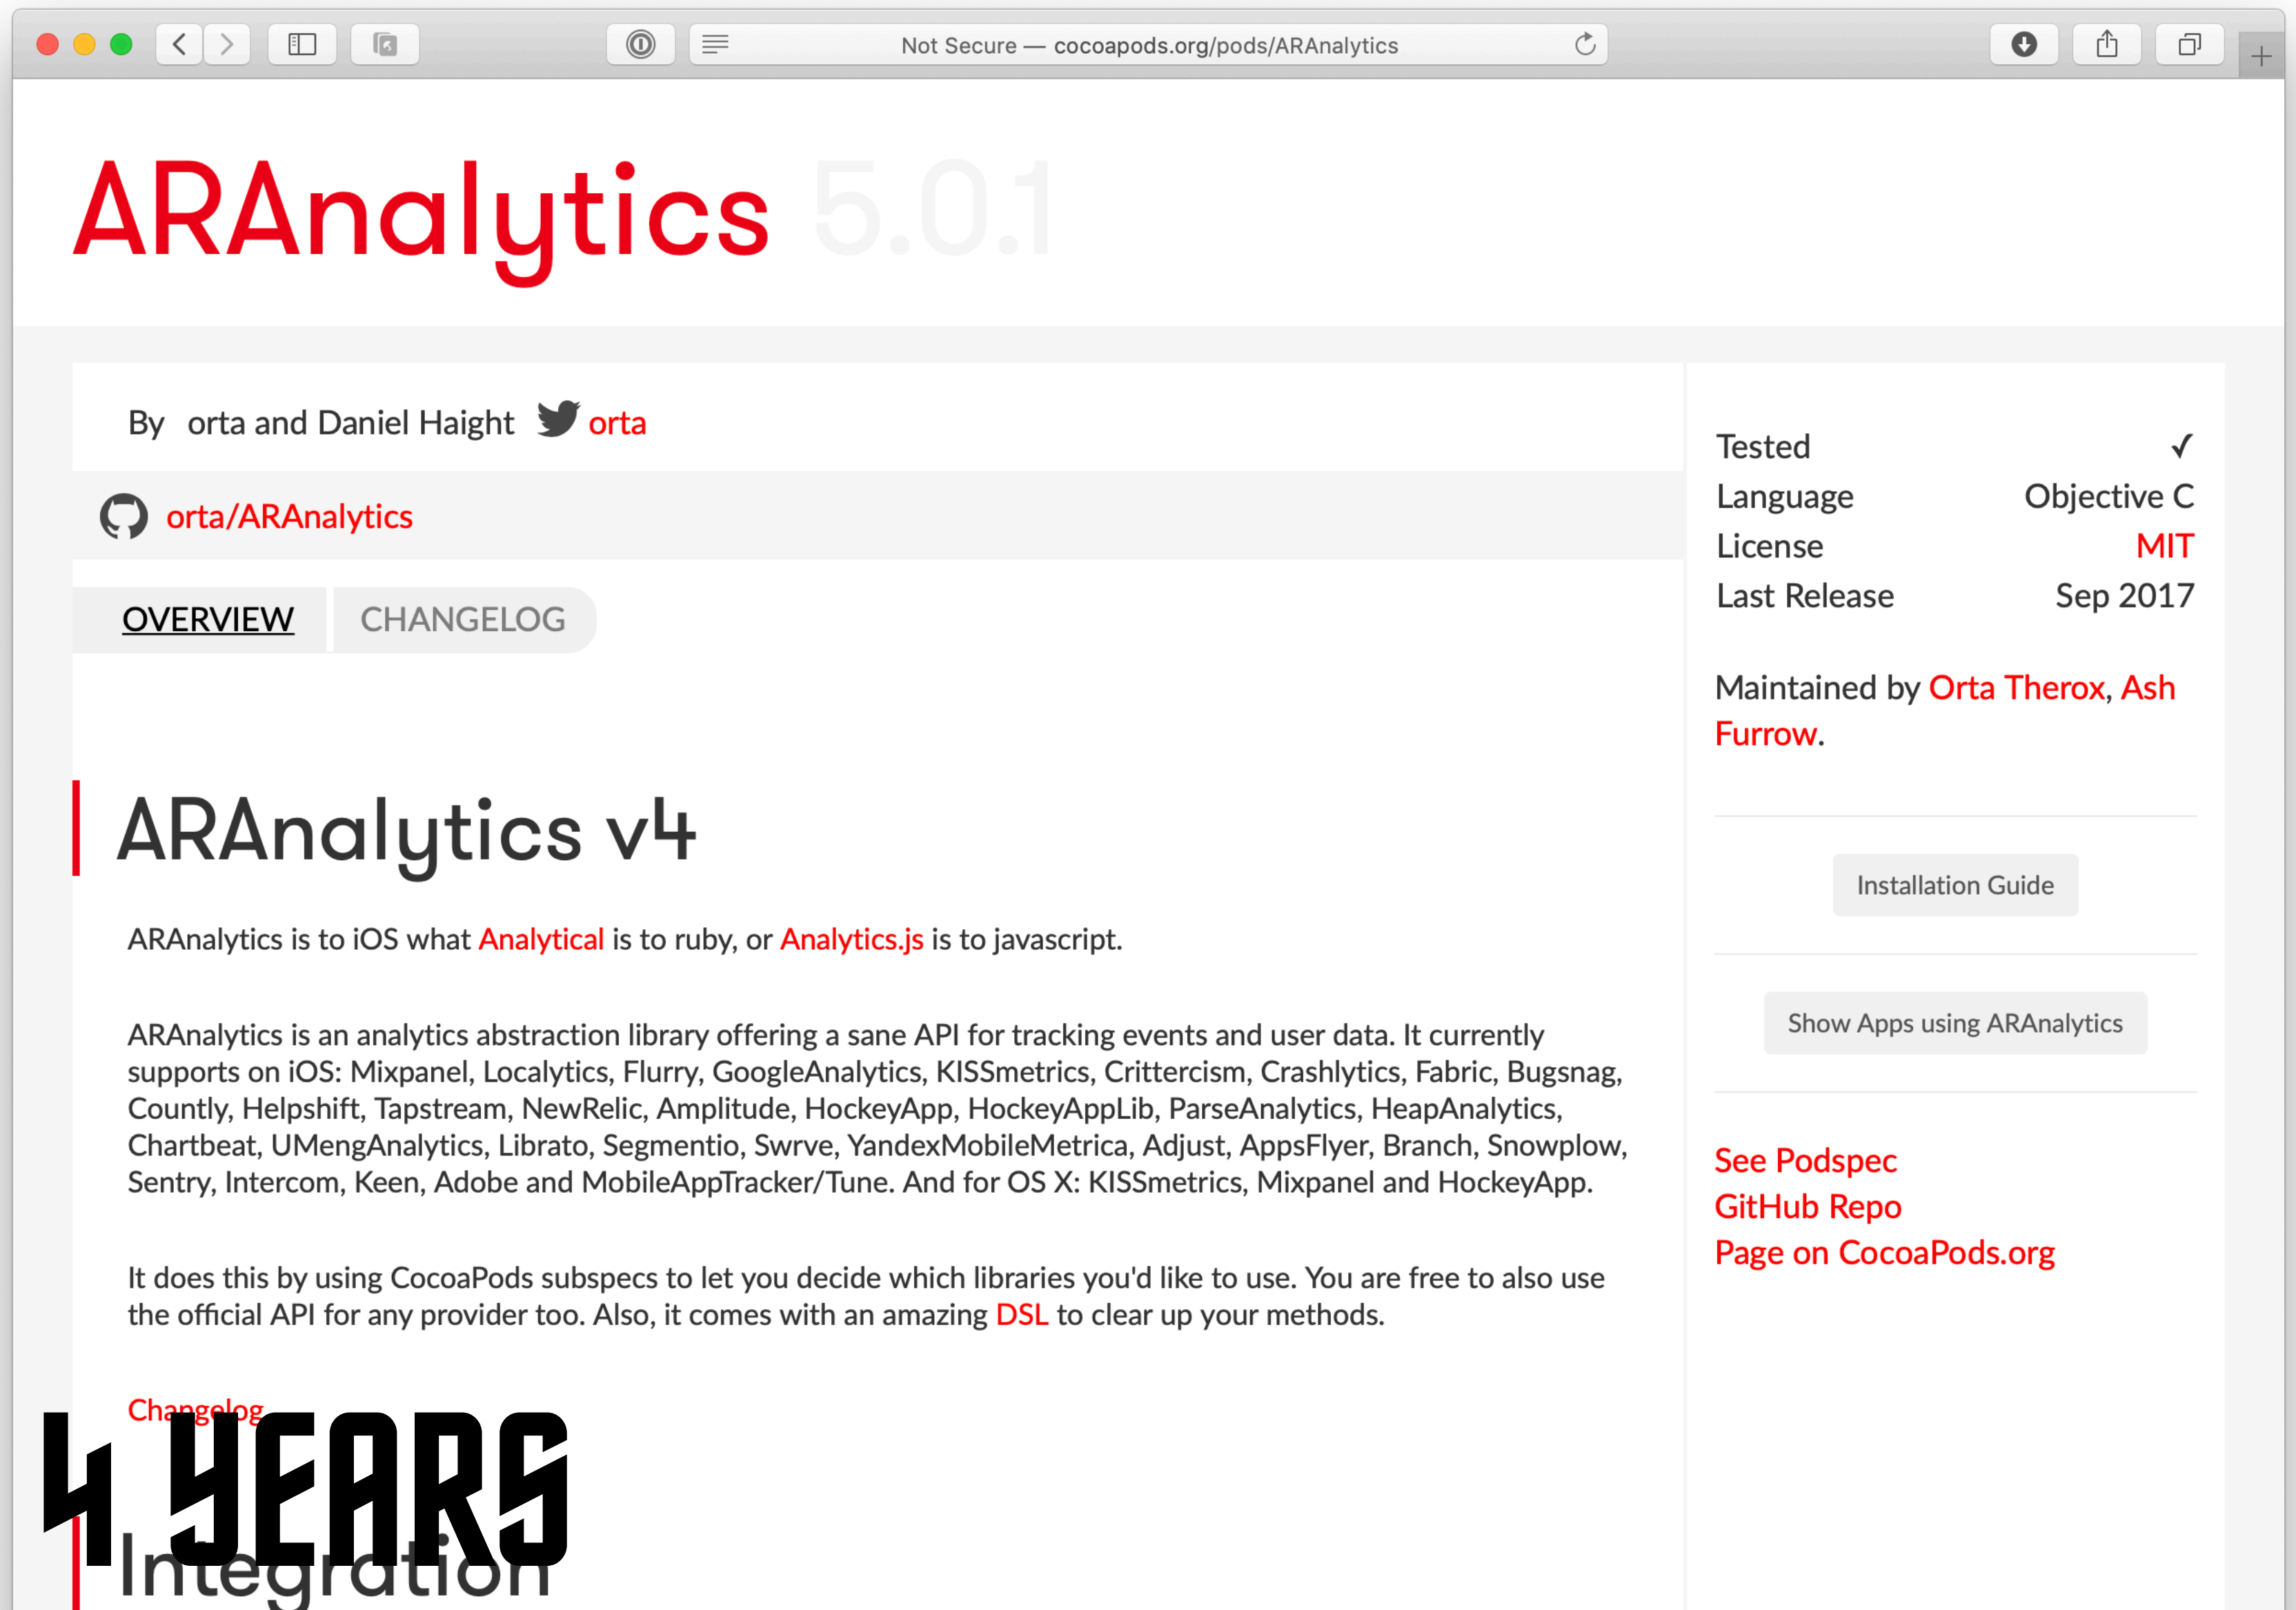 Not Secure — cocoapods.org/pods/ARAnalytics
ARAnalytics 5.0.1
By orta and Daniel Haight orta
orta/ARAnalytics
OVERVIEW CHANGELOG
ARAnalytics v4
ARAnalytics is to iOS what Analytical is to ruby, or Analytics.js is to javascript.
ARAnalytics is an analytics abstraction library offering a sane API for tracking events and user data. It currently
supports on iOS: Mixpanel, Localytics, Flurry, GoogleAnalytics, KISSmetrics, Crittercism, Crashlytics, Fabric, Bugsnag,
Countly, Helpshift, Tapstream, NewRelic, Amplitude, HockeyApp, HockeyAppLib, ParseAnalytics, HeapAnalytics,
Chartbeat, UMengAnalytics, Librato, Segmentio, Swrve, YandexMobileMetrica, Adjust, AppsFlyer, Branch, Snowplow,
Sentry, Intercom, Keen, Adobe and MobileAppTracker/Tune. And for OS X: KISSmetrics, Mixpanel and HockeyApp.
It does this by using CocoaPods subspecs to let you decide which libraries you'd like to use. You are free to also use
the official API for any provider too. Also, it comes with an amazing DSL to clear up your methods.
Changelog
4 YEARS
Integration
Tested ✓
Language Objective C
License MIT
Last Release Sep 2017
Maintained by Orta Therox, Ash
Furrow.
Installation Guide
Show Apps using ARAnalytics
See Podspec
GitHub Repo
Page on CocoaPods.org